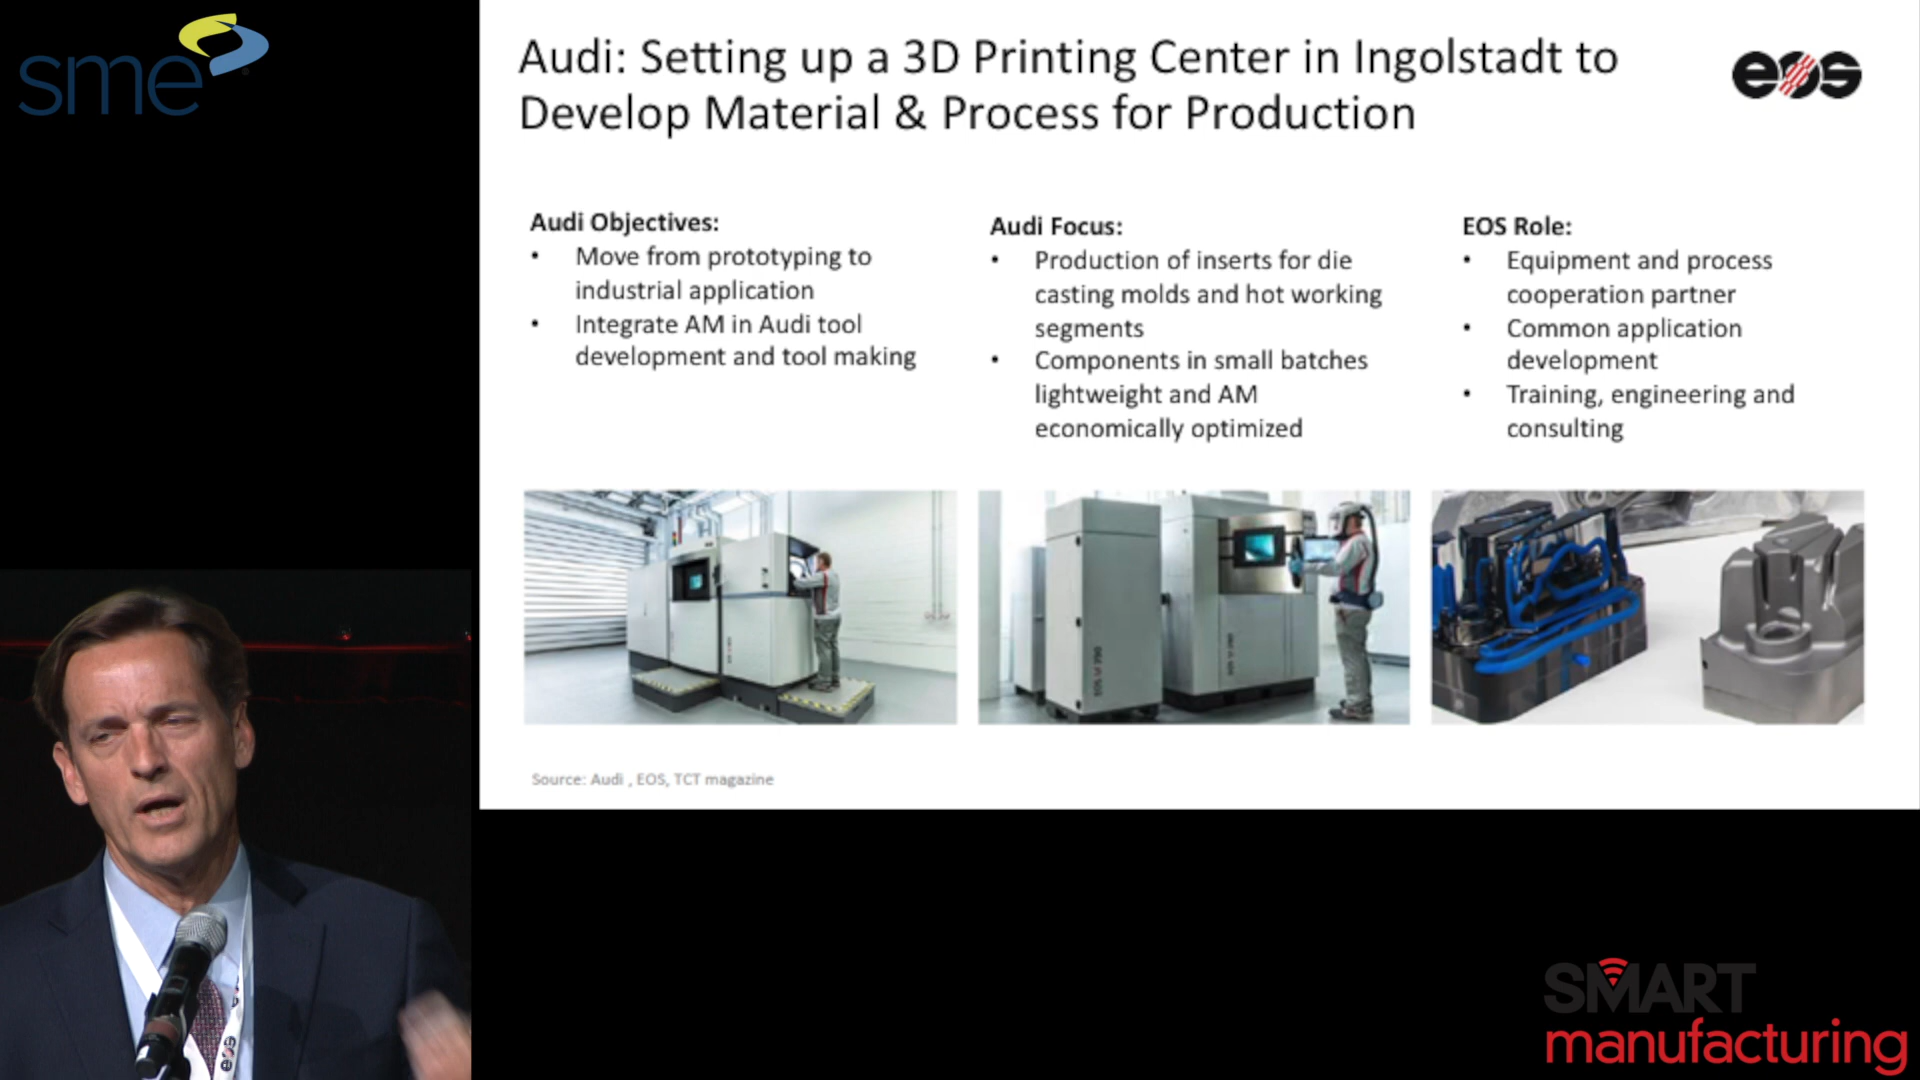 sme
Audi: Setting up a 3D Printing Center in Ingolstadt to
Develop Material & Process for Production
eos
Audi Objectives:
• Move from prototyping to
industrial application
• Integrate AM in Audi tool
development and tool making
Audi Focus:
• Production of inserts for die
casting molds and hot working
segments
• Components in small batches
lightweight and AM
economically optimized
EOS Role:
• Equipment and process
cooperation partner
• Common application
development
• Training, engineering and
consulting
Source: Audi , EOS, TCT magazine
eos
SMART
manufacturing